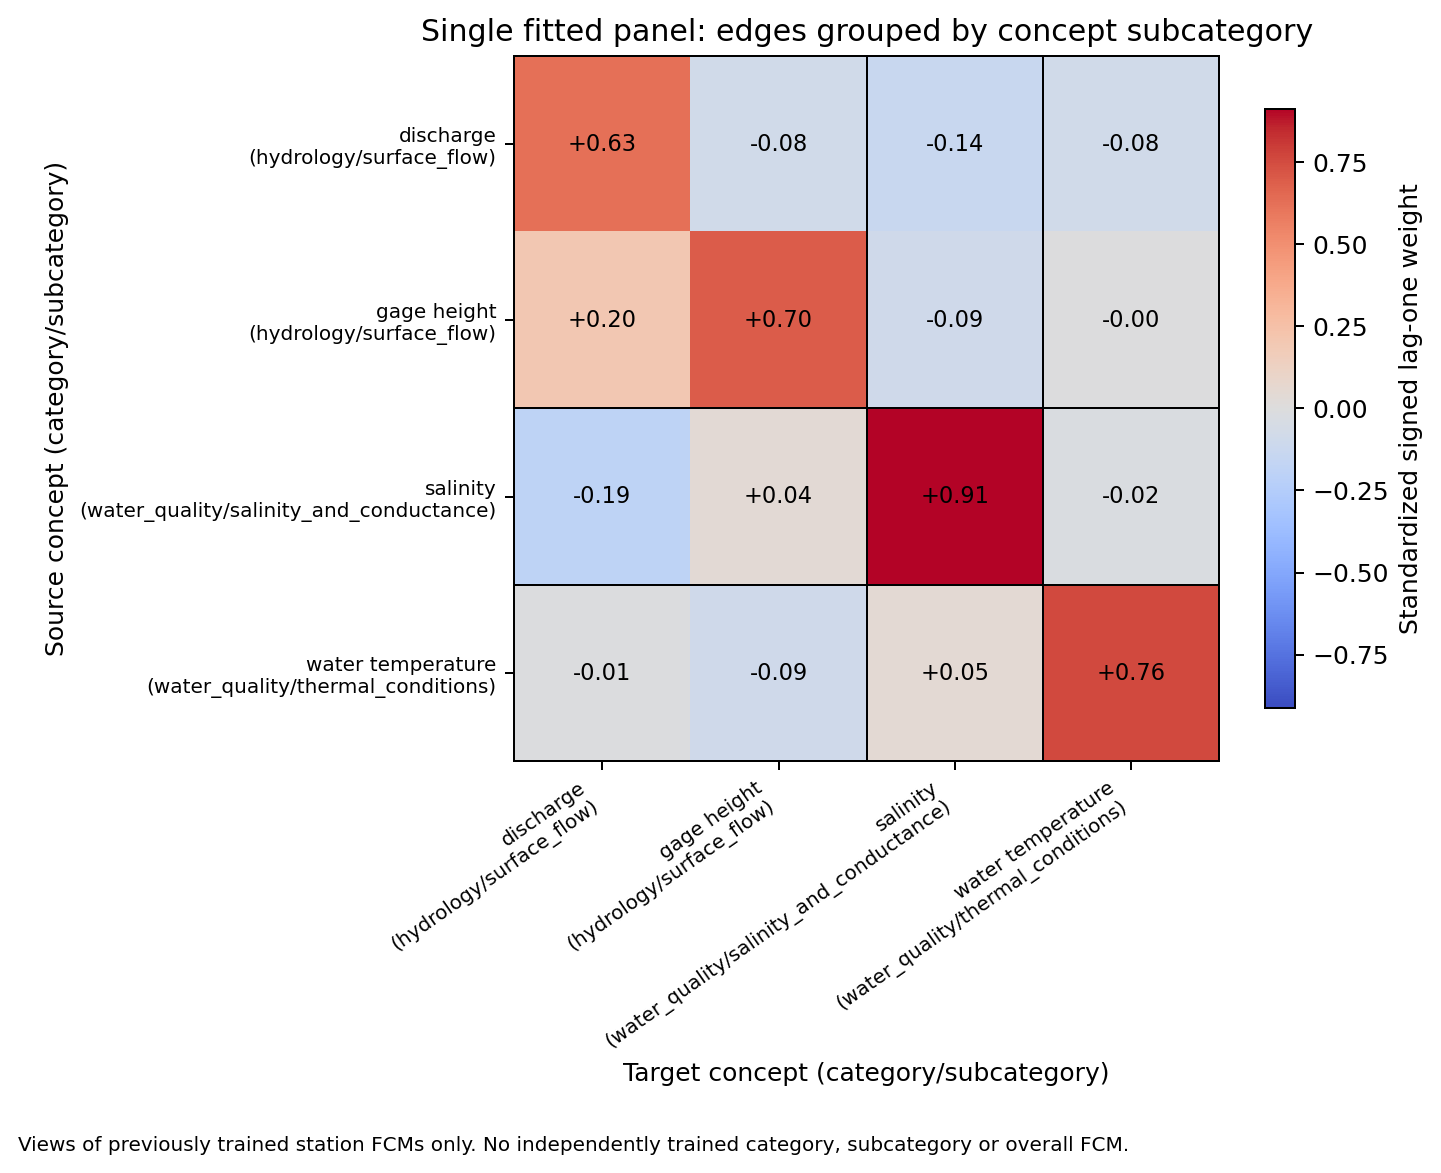 Single fitted panel: edges grouped by concept subcategory
Source concept (category/subcategory)
discharge
(hydrology/surface_flow)
+0.63 -0.08 -0.14 -0.08
gage height
(hydrology/surface_flow)
+0.20 +0.70 -0.09 -0.00
salinity
(water_quality/salinity_and_conductance)
-0.19 +0.04 +0.91 -0.02
water temperature
(water_quality/thermal_conditions)
-0.01 -0.09 +0.05 +0.76
discharge
(hydrology/surface_flow)
gage height
(hydrology/surface_flow)
salinity
(water_quality/salinity_and_conductance)
water temperature
(water_quality/thermal_conditions)
Target concept (category/subcategory)
0.75
0.50
0.25
0.00
−0.25
−0.50
−0.75
Standardized signed lag-one weight
Views of previously trained station FCMs only. No independently trained category, subcategory or overall FCM.